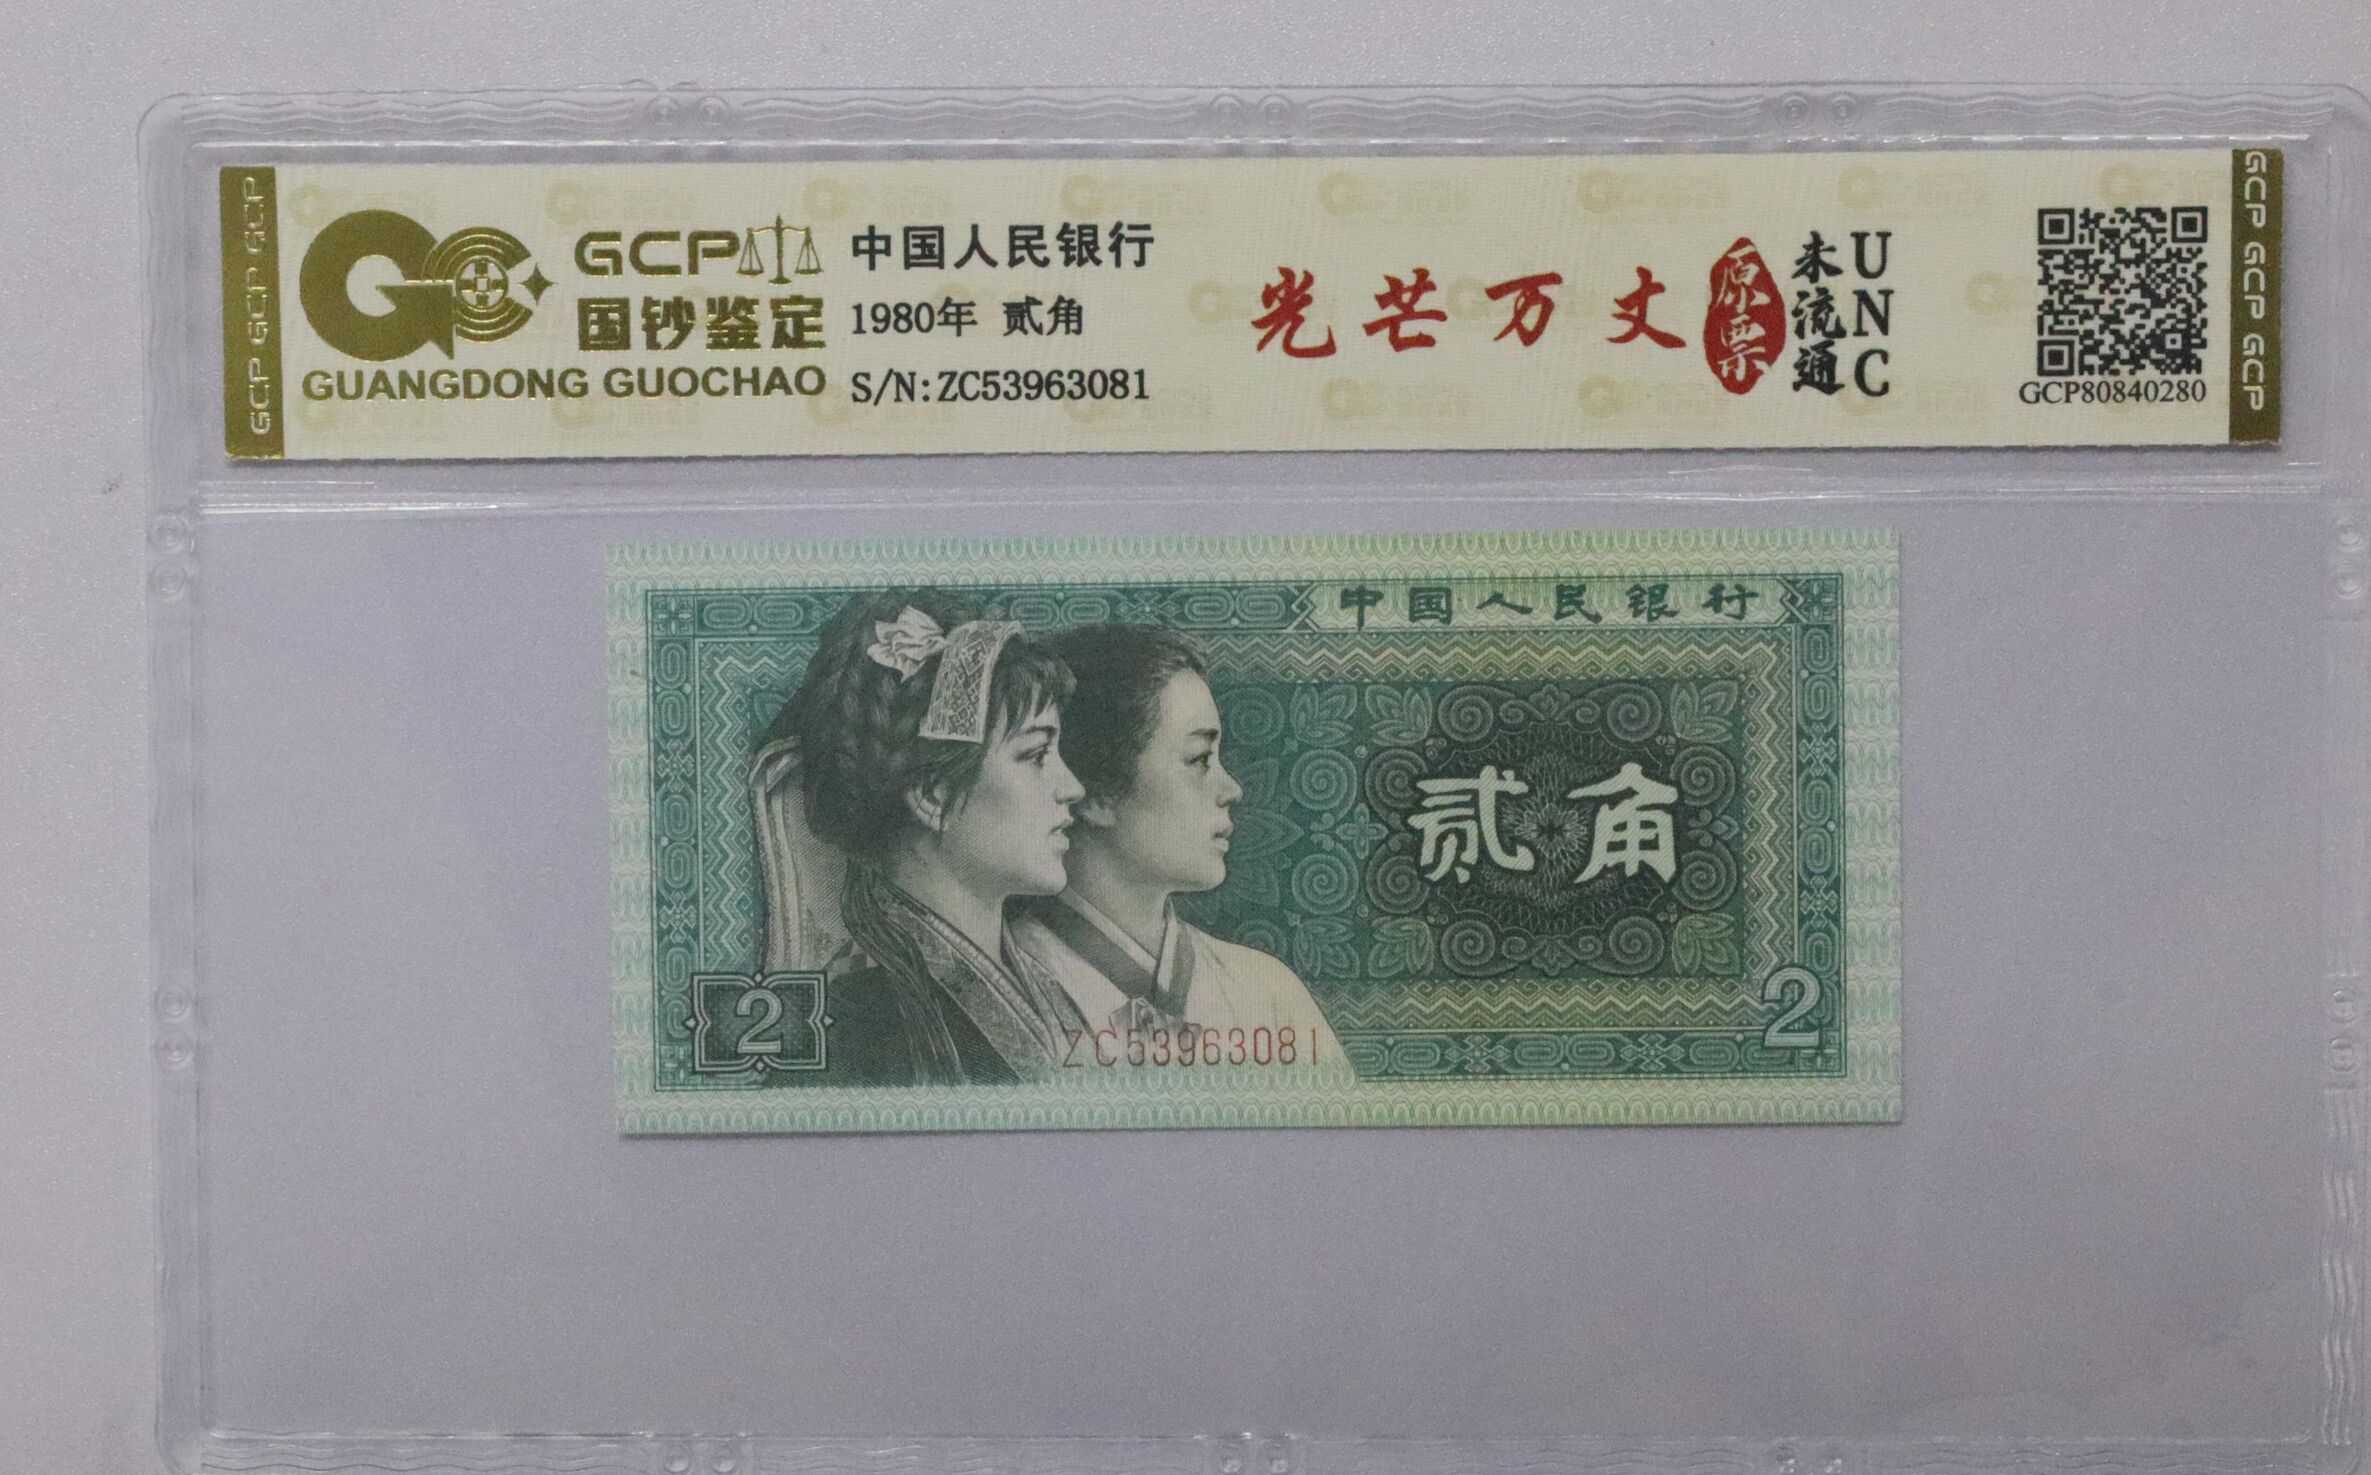 GCP GCP GCP
GCP
国钞鉴定
GUANGDONG GUOCHAO
中国人民银行
1980年 贰角
S/N:ZC53963081
光芒万丈
原票
未流通
UNC
GCP80840280
GCP GCP GCP
中国人民银行
贰角
2
2
ZC53963081